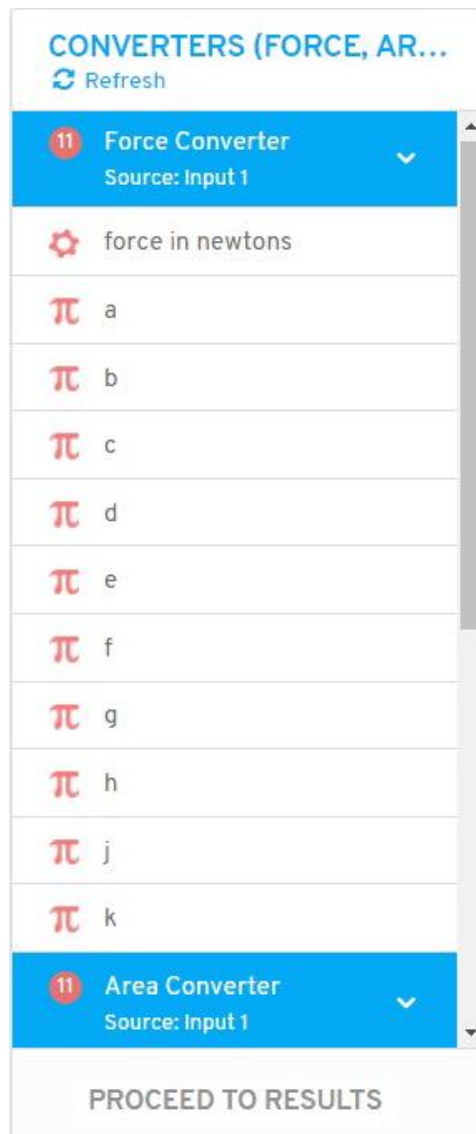 CONVERTERS (FORCE, AR...
Refresh
11 Force Converter
Source: Input 1
force in newtons
π a
π b
π c
π d
π e
π f
π g
π h
π j
π k
11 Area Converter
Source: Input 1
PROCEED TO RESULTS